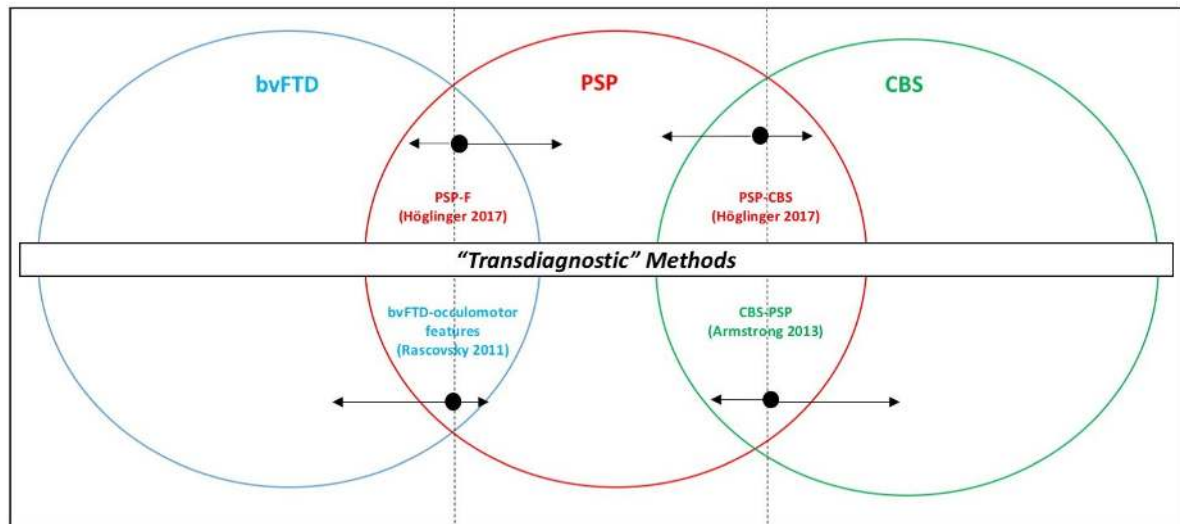 bvFTD
PSP
CBS
PSP-F
(Höglinger 2017)
PSP-CBS
(Höglinger 2017)
“Transdiagnostic” Methods
bvFTD-occulomotor
features
(Rascovsky 2011)
CBS-PSP
(Armstrong 2013)